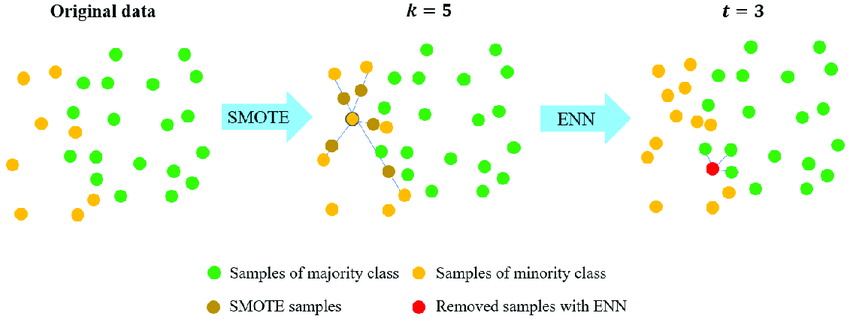 Original data
k = 5
t = 3
SMOTE
ENN
Samples of majority class
Samples of minority class
SMOTE samples
Removed samples with ENN